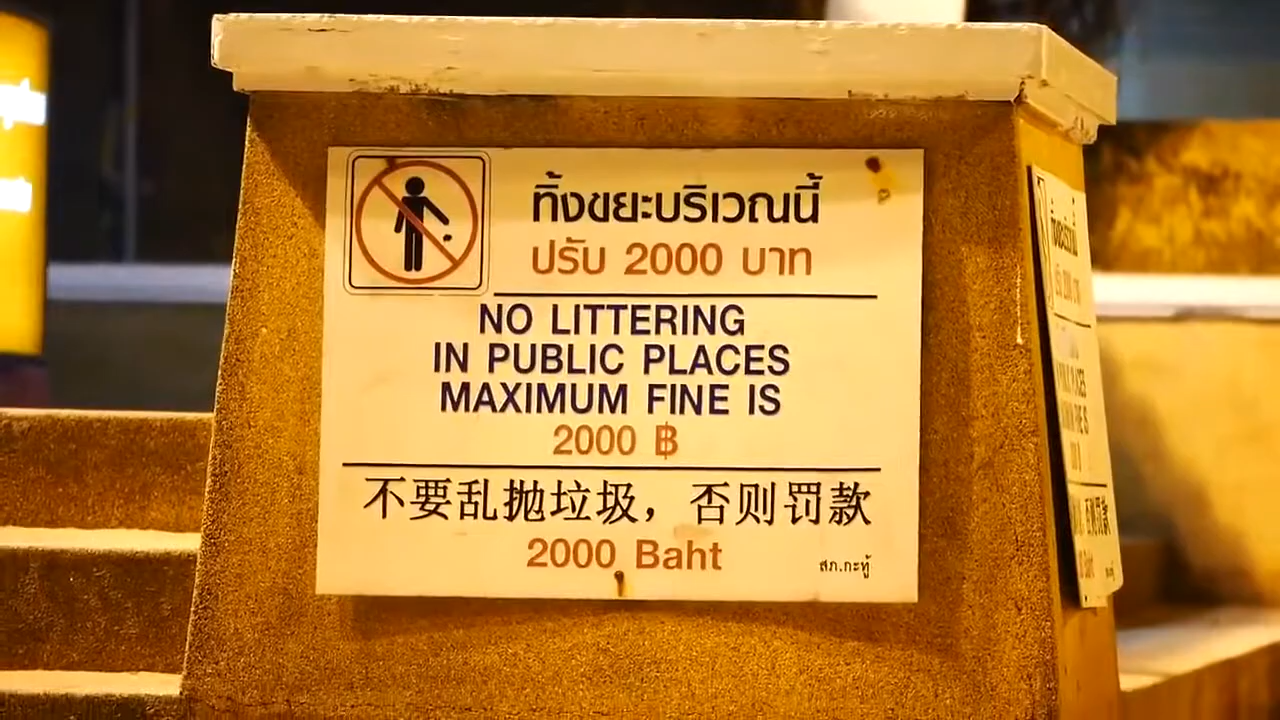 ทิ้งขยะบริเวณนี้
ปรับ 2000 บาท
NO LITTERING
IN PUBLIC PLACES
MAXIMUM FINE IS
2000 ฿
不要乱抛垃圾，否则罚款
2000 Baht
สภ.กะทู้